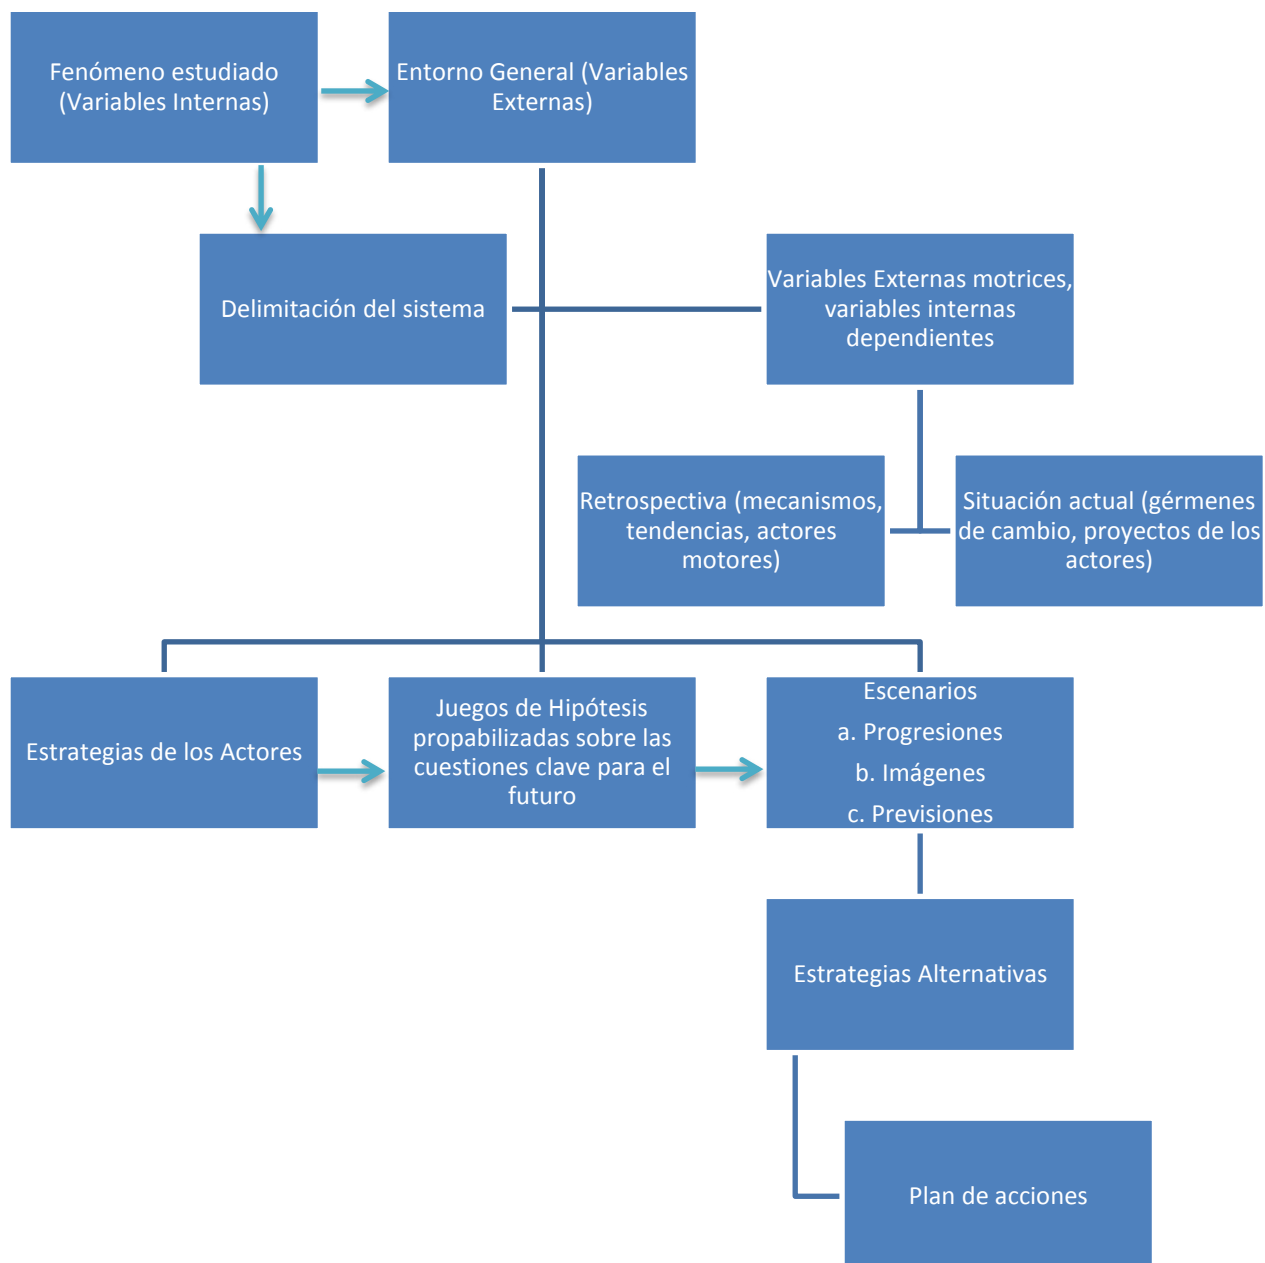 Fenómeno estudiado
(Variables Internas)
Entorno General (Variables
Externas)
Delimitación del sistema
Variables Externas motrices,
variables internas
dependientes
Retrospectiva (mecanismos,
tendencias, actores
motores)
Situación actual (gérmenes
de cambio, proyectos de los
actores)
Estrategias de los Actores
Juegos de Hipótesis
propabilizadas sobre las
cuestiones clave para el
futuro
Escenarios
a. Progresiones
b. Imágenes
c. Previsiones
Estrategias Alternativas
Plan de acciones